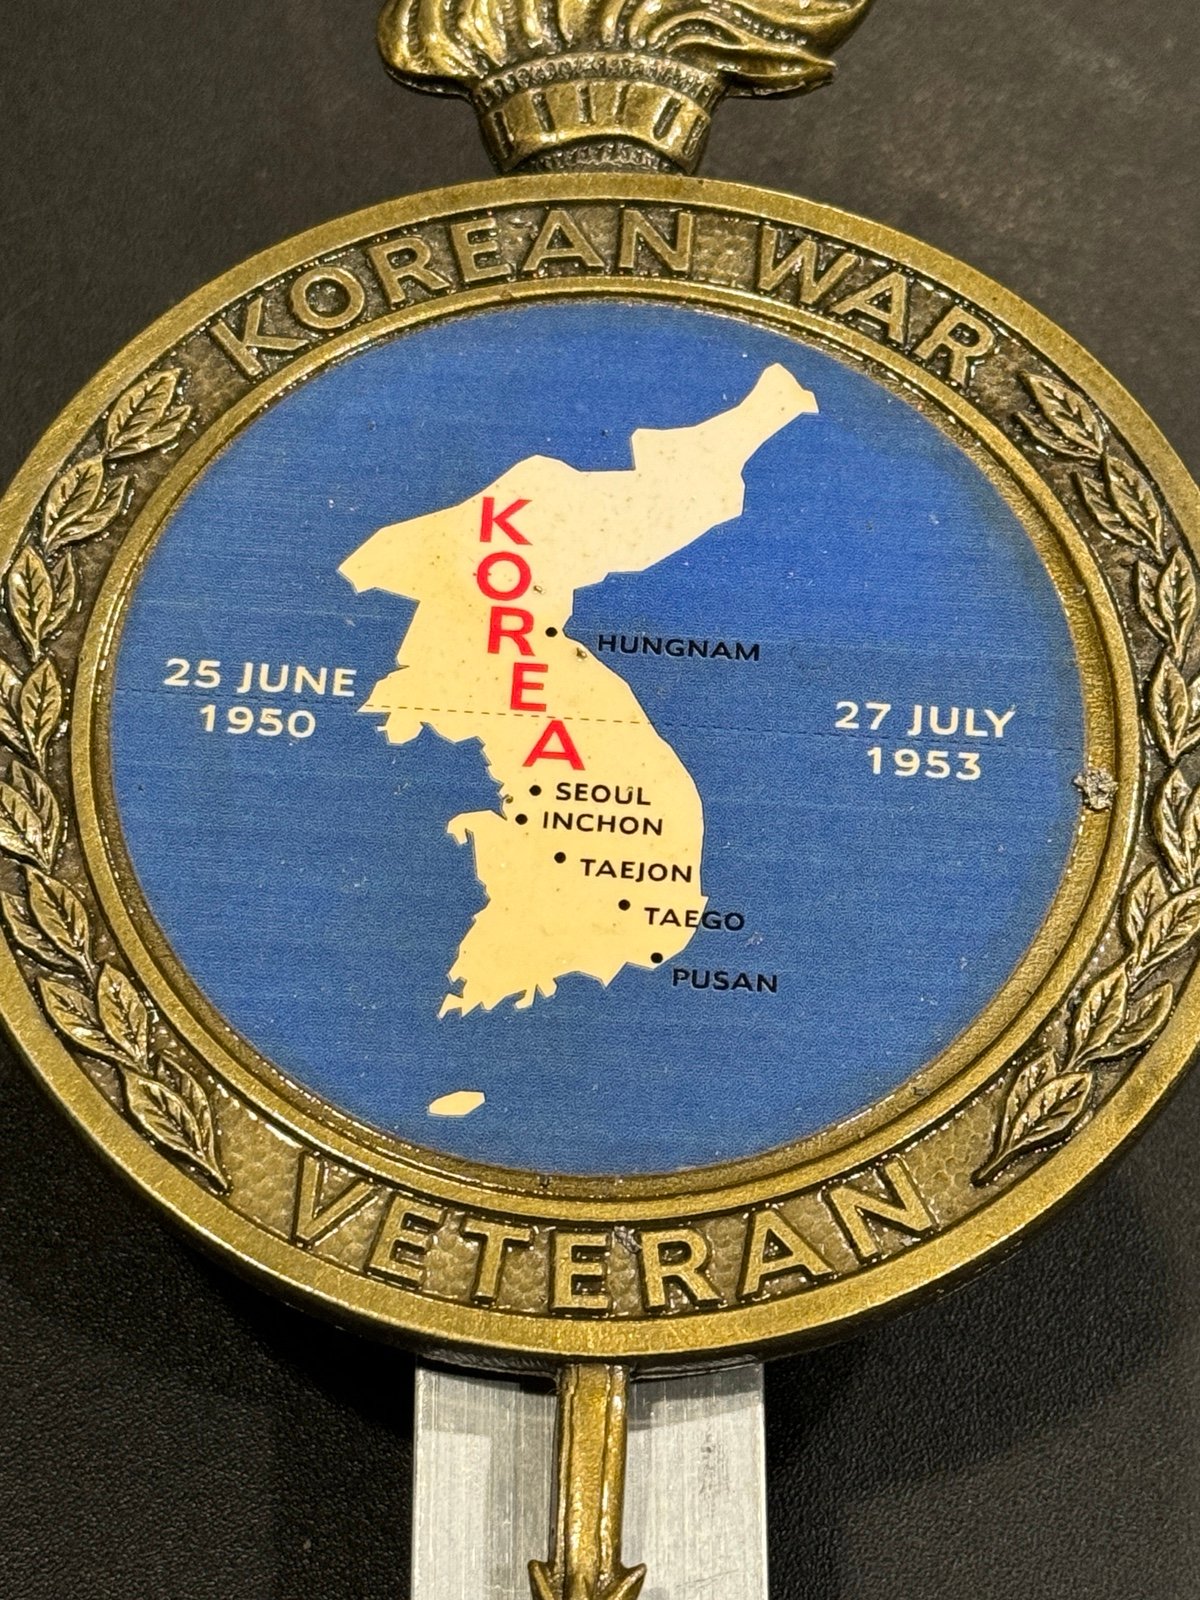 KOREAN WAR
KOREA
HUNGNAM
25 JUNE
1950
27 JULY
1953
SEOUL
INCHON
TAEJON
TAEGO
PUSAN
VETERAN